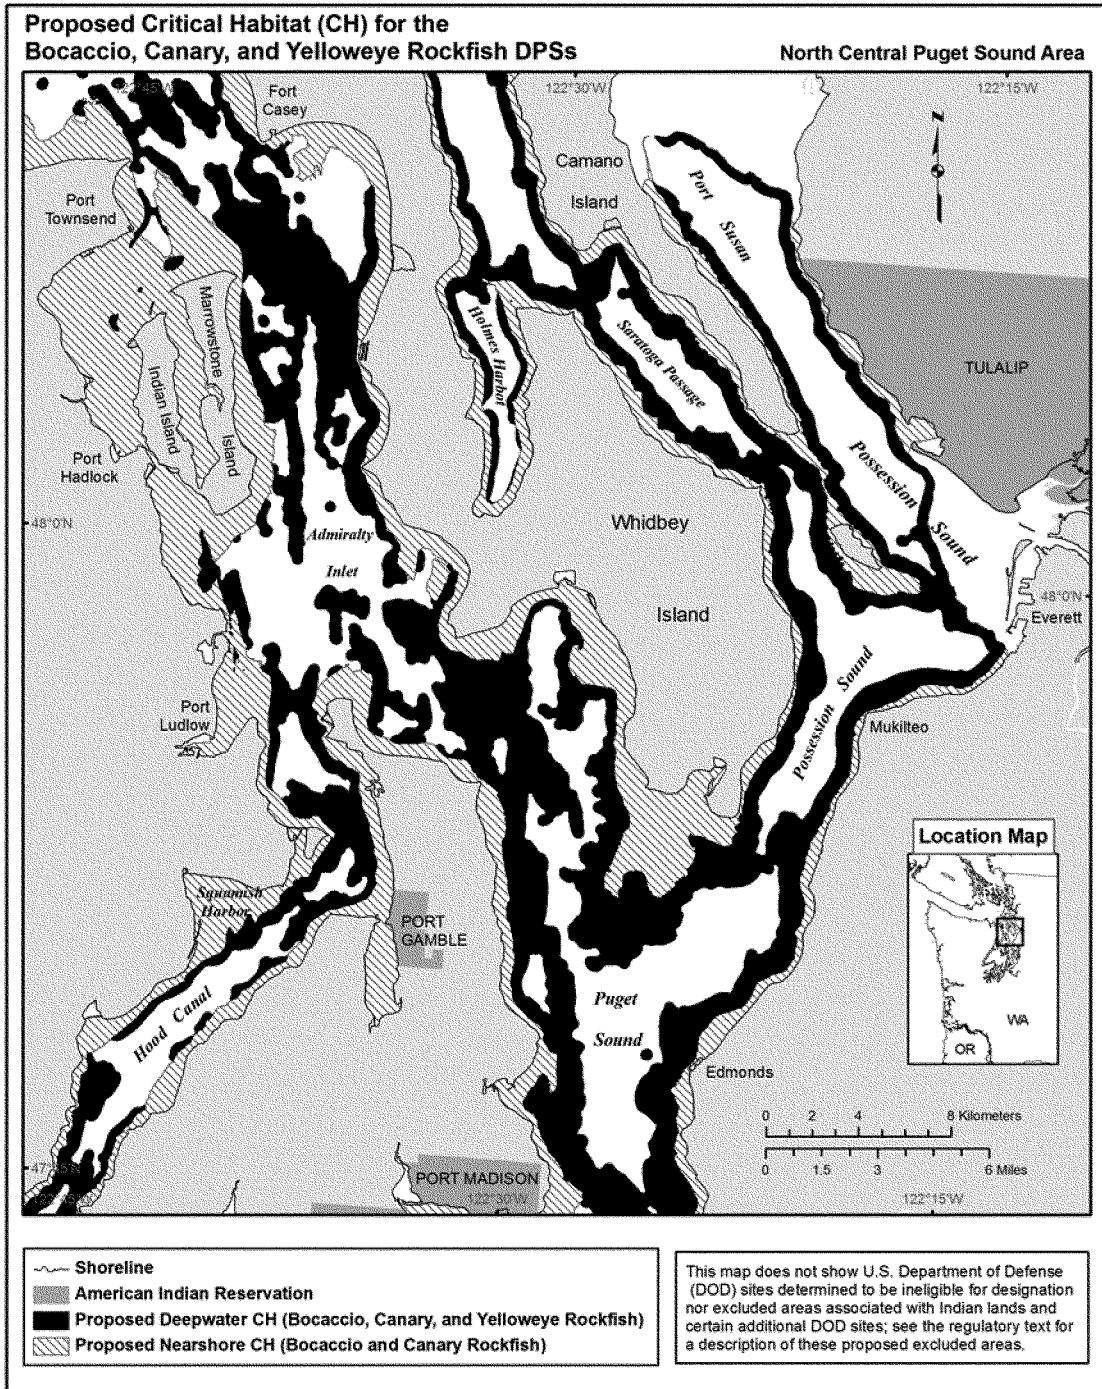 Proposed Critical Habitat (CH) for the
Bocaccio, Canary, and Yelloweye Rockfish DPSs
North Central Puget Sound Area
122°45'W
122°30'W
122°15'W
Fort
Casey
N
Camano
Island
Port
Townsend
Port
Susan
Marrowstone
Island
Indian Island
Holmes Harbor
Saratoga Passage
TULALIP
Port
Hadlock
Possession
Sound
48°0'N
Whidbey
Island
Admiralty
Inlet
48°0'N
Everett
Port
Ludlow
Possession Sound
Mukilteo
Location Map
WA
OR
Squamish
Harbor
PORT
GAMBLE
Hood Canal
Puget
Sound
Edmonds
0 2 4 8 Kilometers
0 1.5 3 6 Miles
47°45'N
122°45'W
PORT MADISON
122°30'W
122°15'W
Shoreline
American Indian Reservation
Proposed Deepwater CH (Bocaccio, Canary, and Yelloweye Rockfish)
Proposed Nearshore CH (Bocaccio and Canary Rockfish)
This map does not show U.S. Department of Defense
(DOD) sites determined to be ineligible for designation
nor excluded areas associated with Indian lands and
certain additional DOD sites; see the regulatory text for
a description of these proposed excluded areas.